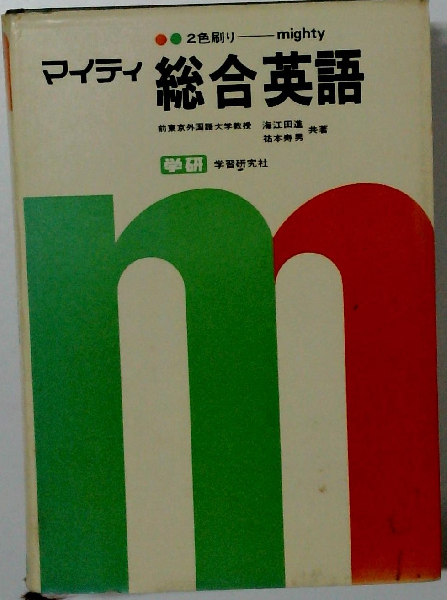 2色刷り——mighty
マイティ 総合英語
前東京外国語大学教授 海江田進 共著
祐本寿男
学研 学習研究社